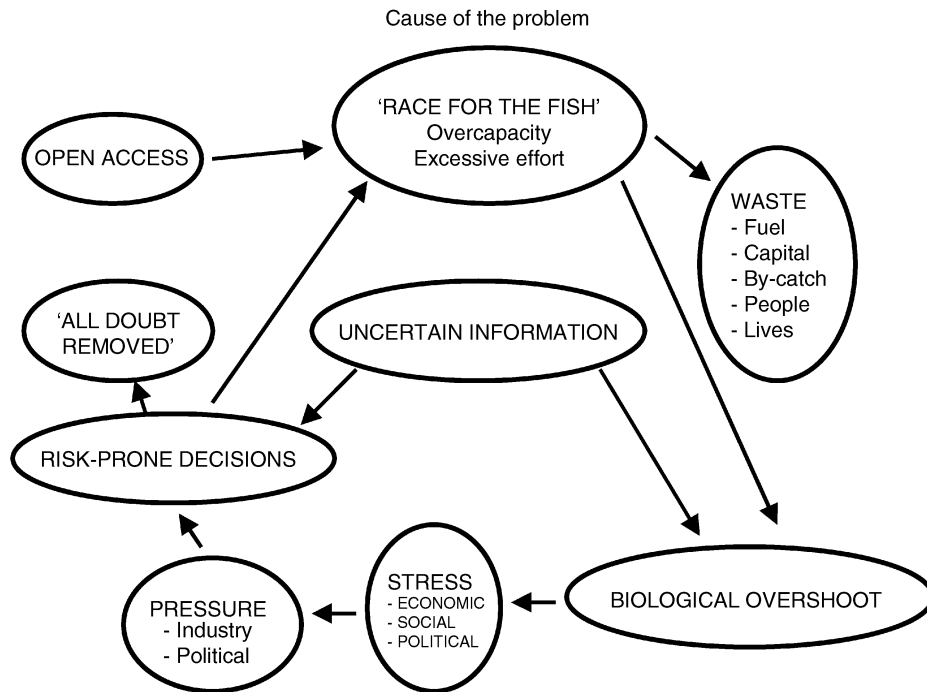 Cause of the problem
‘RACE FOR THE FISH’
Overcapacity
Excessive effort
OPEN ACCESS
WASTE
- Fuel
- Capital
- By-catch
- People
- Lives
‘ALL DOUBT
REMOVED’
UNCERTAIN INFORMATION
RISK-PRONE DECISIONS
PRESSURE
- Industry
- Political
STRESS
- ECONOMIC
- SOCIAL
- POLITICAL
BIOLOGICAL OVERSHOOT